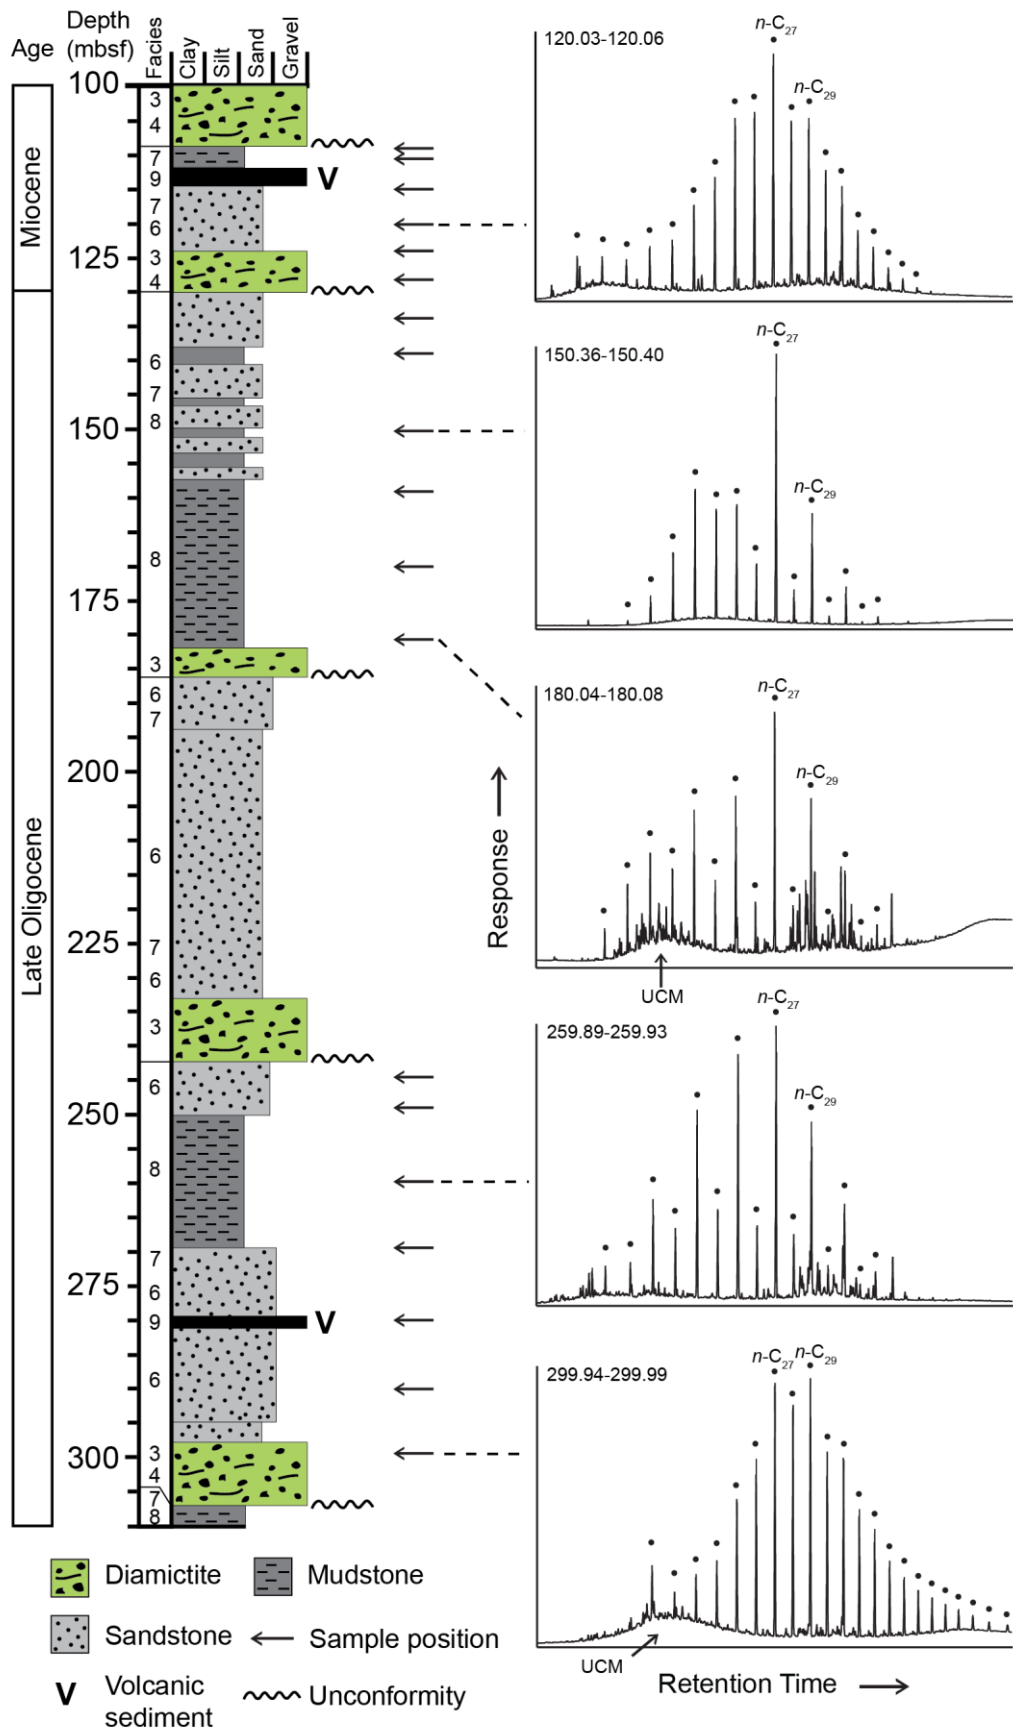 Age
Depth
(mbsf)
Facies
Clay
Silt
Sand
Gravel
Miocene
Late Oligocene
100
125
150
175
200
225
250
275
300
3
4
7
9
7
6
3
4
6
7
8
8
3
6
7
6
7
6
3
6
8
7
6
9
6
3
4
7
8
V
V
120.03-120.06
n-C27
n-C29
150.36-150.40
n-C27
n-C29
180.04-180.08
n-C27
n-C29
UCM
259.89-259.93
n-C27
n-C29
299.94-299.99
n-C27
n-C29
UCM
Response
Retention Time
Diamictite
Mudstone
Sandstone
Sample position
V
Volcanic
sediment
Unconformity